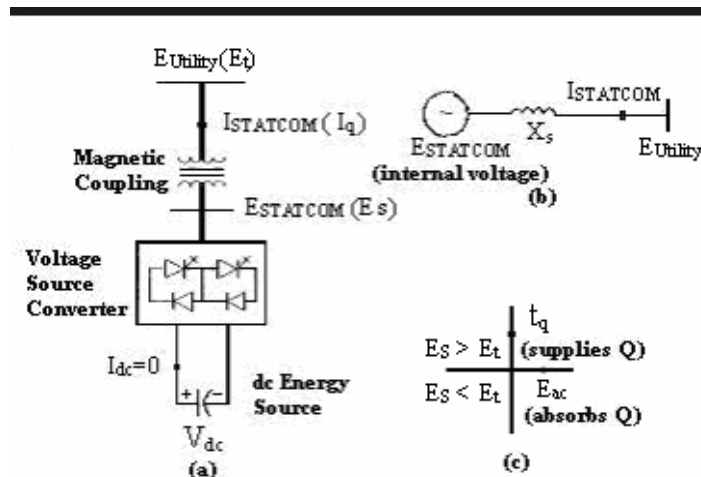 EUtility(Et)
ISTATCOM( Iq)
Magnetic
Coupling
ESTATCOM(Es)
Voltage
Source
Converter
Idc=0
dc Energy
Source
+ −
Vdc
(a)
~
ISTATCOM
Xs
ESTATCOM
(internal voltage)
EUtility
(b)
tq
Es > Et (supplies Q)
Es < Et
Eac
(absorbs Q)
(c)